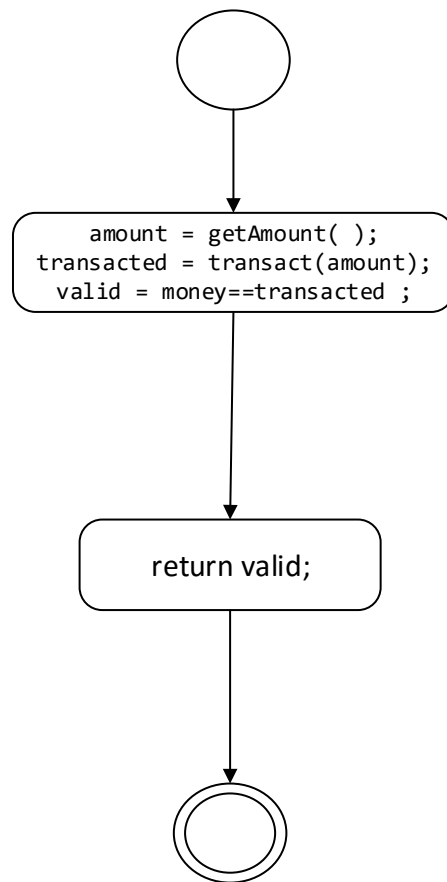 amount = getAmount( );
transacted = transact(amount);
valid = money==transacted ;
return valid;